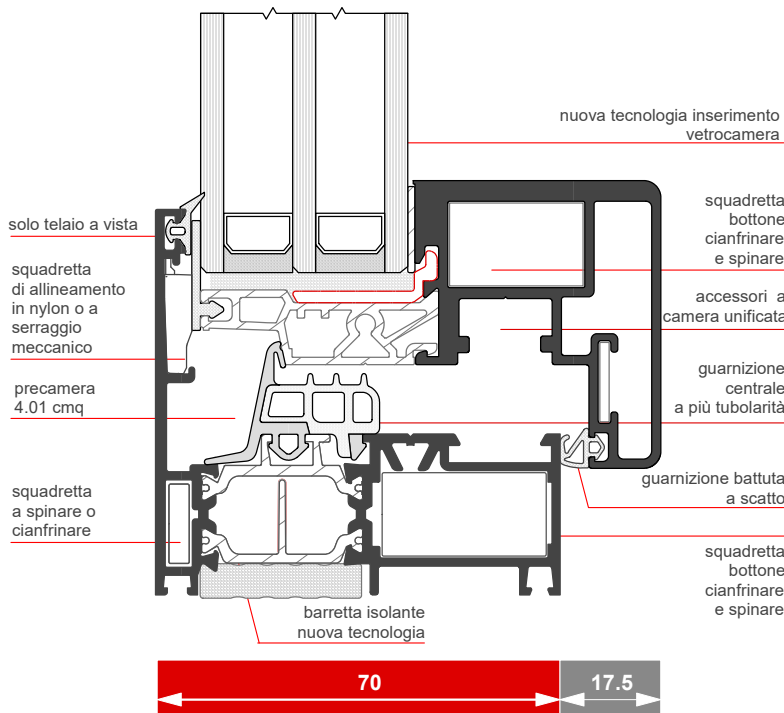 nuova tecnologia inserimento
vetrocamera
squadretta
bottone
cianfrinare
e spinare
solo telaio a vista
squadretta
di allineamento
in nylon o a
serraggio
meccanico
accessori a
camera unificata
precamera
4.01 cmq
guarnizione
centrale
a più tubolarità
guarnizione battuta
a scatto
squadretta
a spinare o
cianfrinare
squadretta
bottone
cianfrinare
e spinare
barretta isolante
nuova tecnologia
70
17.5